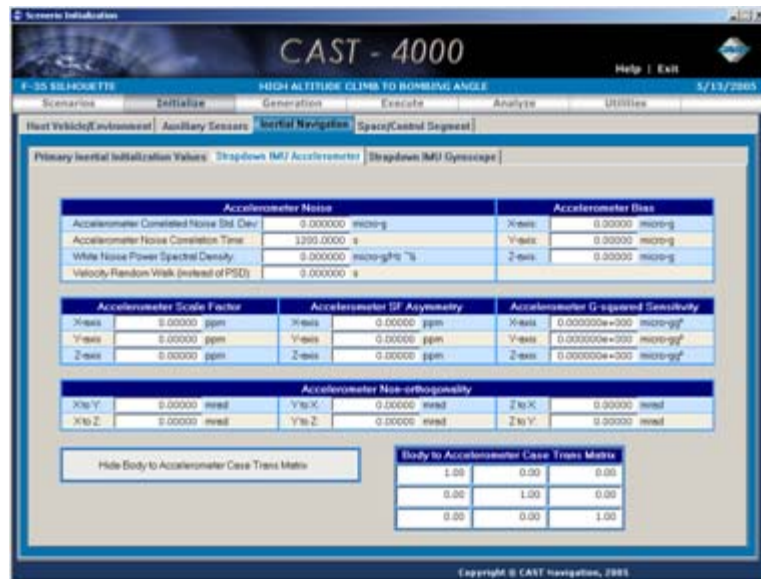 Scenario Initialization
CAST - 4000
Help | Exit
F-35 SILHOUETTE HIGH ALTITUDE CLIMB TO BOMBING ANGLE 5/13/2005
Scenarios Initialize Generation Execute Analyze Utilities
Host Vehicle/Environment Auxiliary Sensors Inertial Navigation Space/Control Segment
Primary Inertial Initialization Values Strapdown IMU Accelerometer Strapdown IMU Gyroscope
Accelerometer Noise Accelerometer Bias
Accelerometer Correlated Noise Std. Dev 0.000000 micro-g X-axis 0.00000 micro-g
Accelerometer Noise Correlation Time 1200.0000 s Y-axis 0.00000 micro-g
White Noise Power Spectral Density 0.000000 micro-g/Hz Z-axis 0.00000 micro-g
Velocity Random Walk (instead of PSD) 0.000000 s
Accelerometer Scale Factor Accelerometer SF Asymmetry Accelerometer G-squared Sensitivity
X-axis 0.00000 ppm X-axis 0.00000 ppm X-axis 0.000000e+000 micro-g/g²
Y-axis 0.00000 ppm Y-axis 0.00000 ppm Y-axis 0.000000e+000 micro-g/g²
Z-axis 0.00000 ppm Z-axis 0.00000 ppm Z-axis 0.000000e+000 micro-g/g²
Accelerometer Non-orthogonality
X to Y 0.00000 mrad Y to X 0.00000 mrad Z to X 0.00000 mrad
X to Z 0.00000 mrad Y to Z 0.00000 mrad Z to Y 0.00000 mrad
Hide Body to Accelerometer Case Trans Matrix
Body to Accelerometer Case Trans Matrix
1.00 0.00 0.00
0.00 1.00 0.00
0.00 0.00 1.00
Copyright © CAST Navigation, 2005